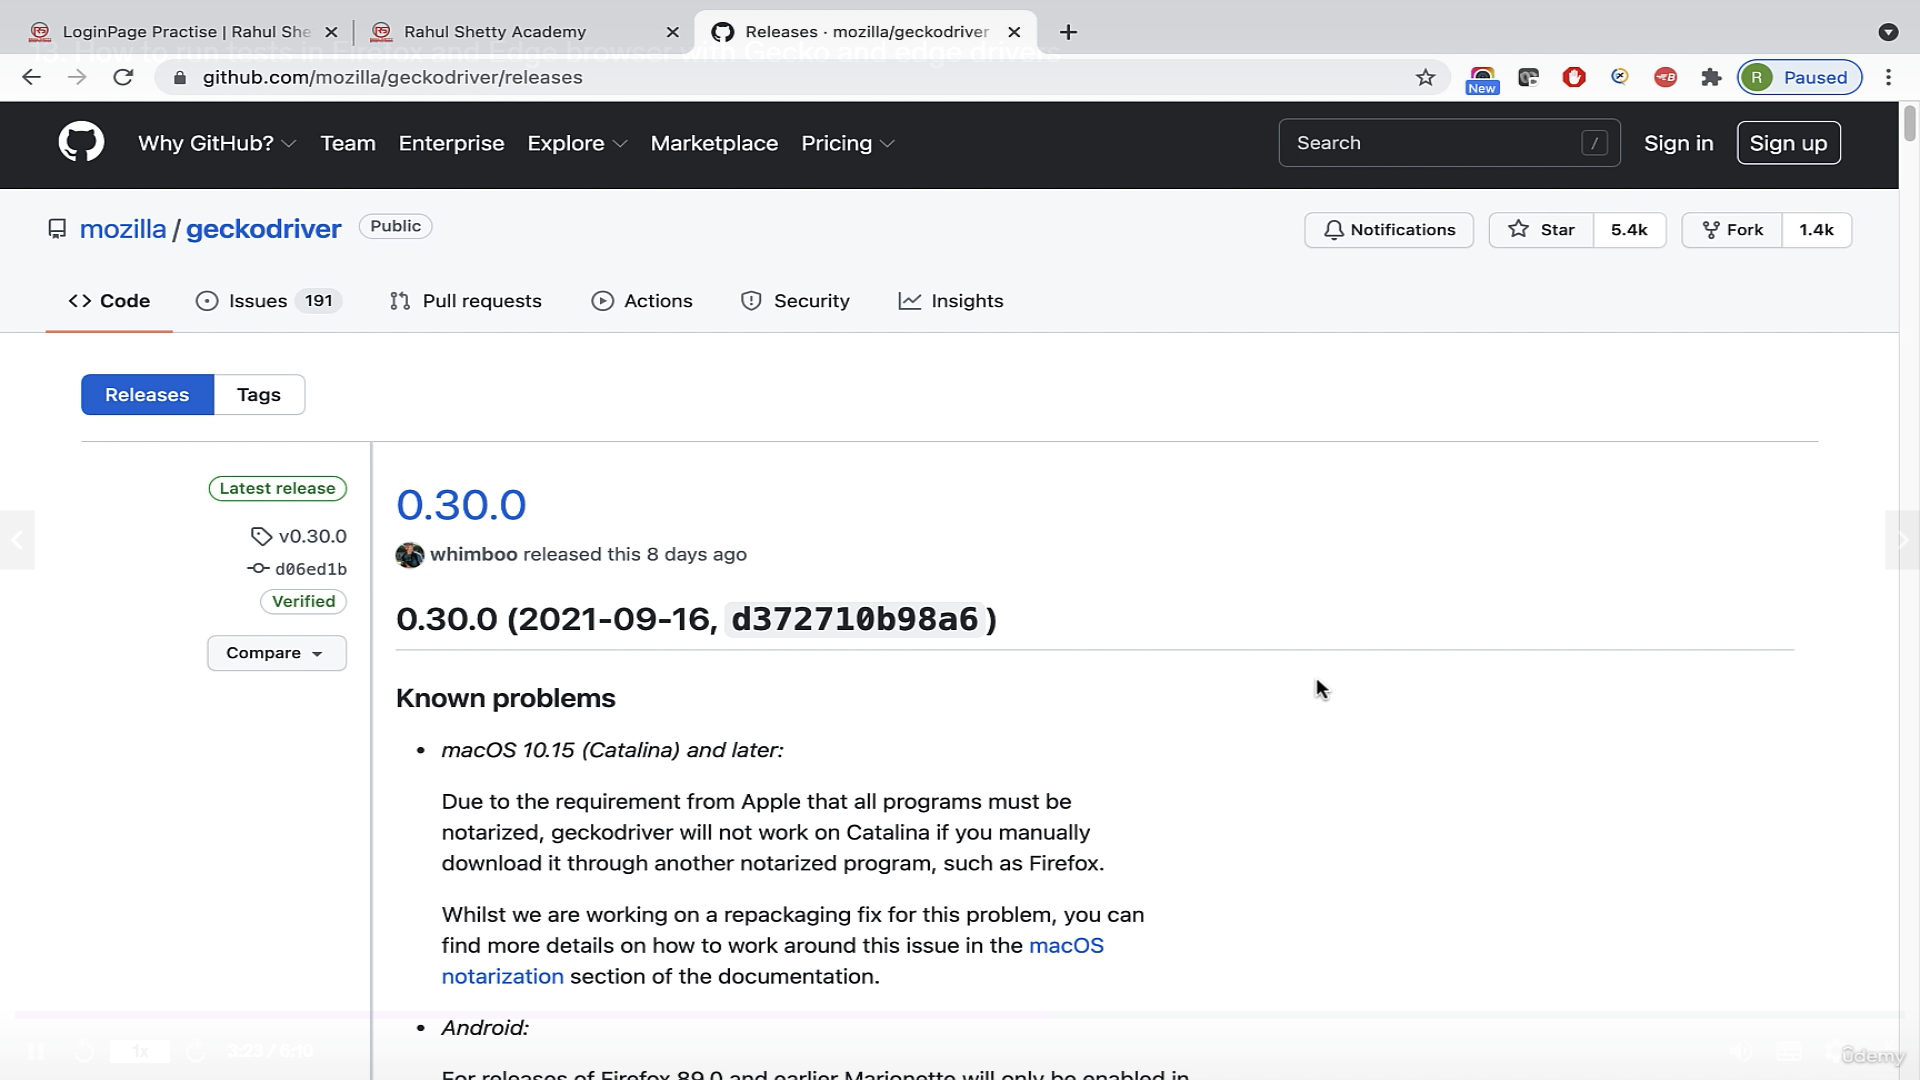 LoginPage Practise | Rahul She
Rahul Shetty Academy
Releases · mozilla/geckodriver
13. How to run tests in Firefox and Edge browser with Gecko and edge drivers
github.com/mozilla/geckodriver/releases
New
R Paused
Why GitHub? Team Enterprise Explore Marketplace Pricing
Search /
Sign in
Sign up
mozilla / geckodriver Public
Notifications
Star 5.4k
Fork 1.4k
Code
Issues 191
Pull requests
Actions
Security
Insights
Releases Tags
Latest release
v0.30.0
d06ed1b
Verified
Compare
0.30.0
whimboo released this 8 days ago
0.30.0 (2021-09-16, d372710b98a6)
Known problems
• macOS 10.15 (Catalina) and later:
Due to the requirement from Apple that all programs must be
notarized, geckodriver will not work on Catalina if you manually
download it through another notarized program, such as Firefox.
Whilst we are working on a repackaging fix for this problem, you can
find more details on how to work around this issue in the macOS
notarization section of the documentation.
• Android:
For releases of Firefox 89.0 and earlier Marionette will only be enabled in
1x
3:23 / 6:10
ûdemy